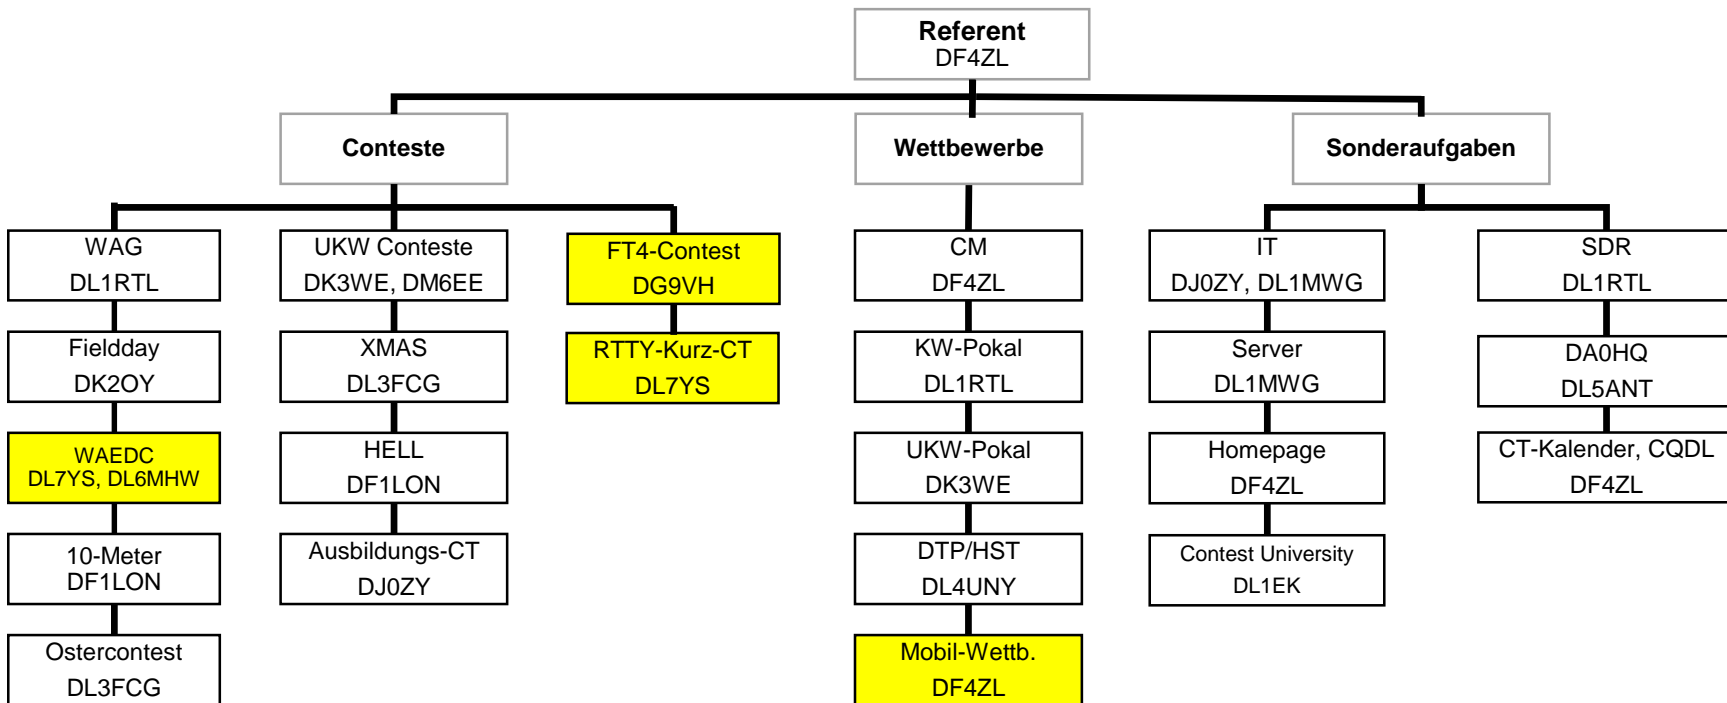 Referent
DF4ZL
Conteste
Wettbewerbe
Sonderaufgaben
WAG
DL1RTL
Fieldday
DK2OY
WAEDC
DL7YS, DL6MHW
10-Meter
DF1LON
Ostercontest
DL3FCG
UKW Conteste
DK3WE, DM6EE
XMAS
DL3FCG
HELL
DF1LON
Ausbildungs-CT
DJ0ZY
FT4-Contest
DG9VH
RTTY-Kurz-CT
DL7YS
CM
DF4ZL
KW-Pokal
DL1RTL
UKW-Pokal
DK3WE
DTP/HST
DL4UNY
Mobil-Wettb.
DF4ZL
IT
DJ0ZY, DL1MWG
Server
DL1MWG
Homepage
DF4ZL
Contest University
DL1EK
SDR
DL1RTL
DA0HQ
DL5ANT
CT-Kalender, CQDL
DF4ZL